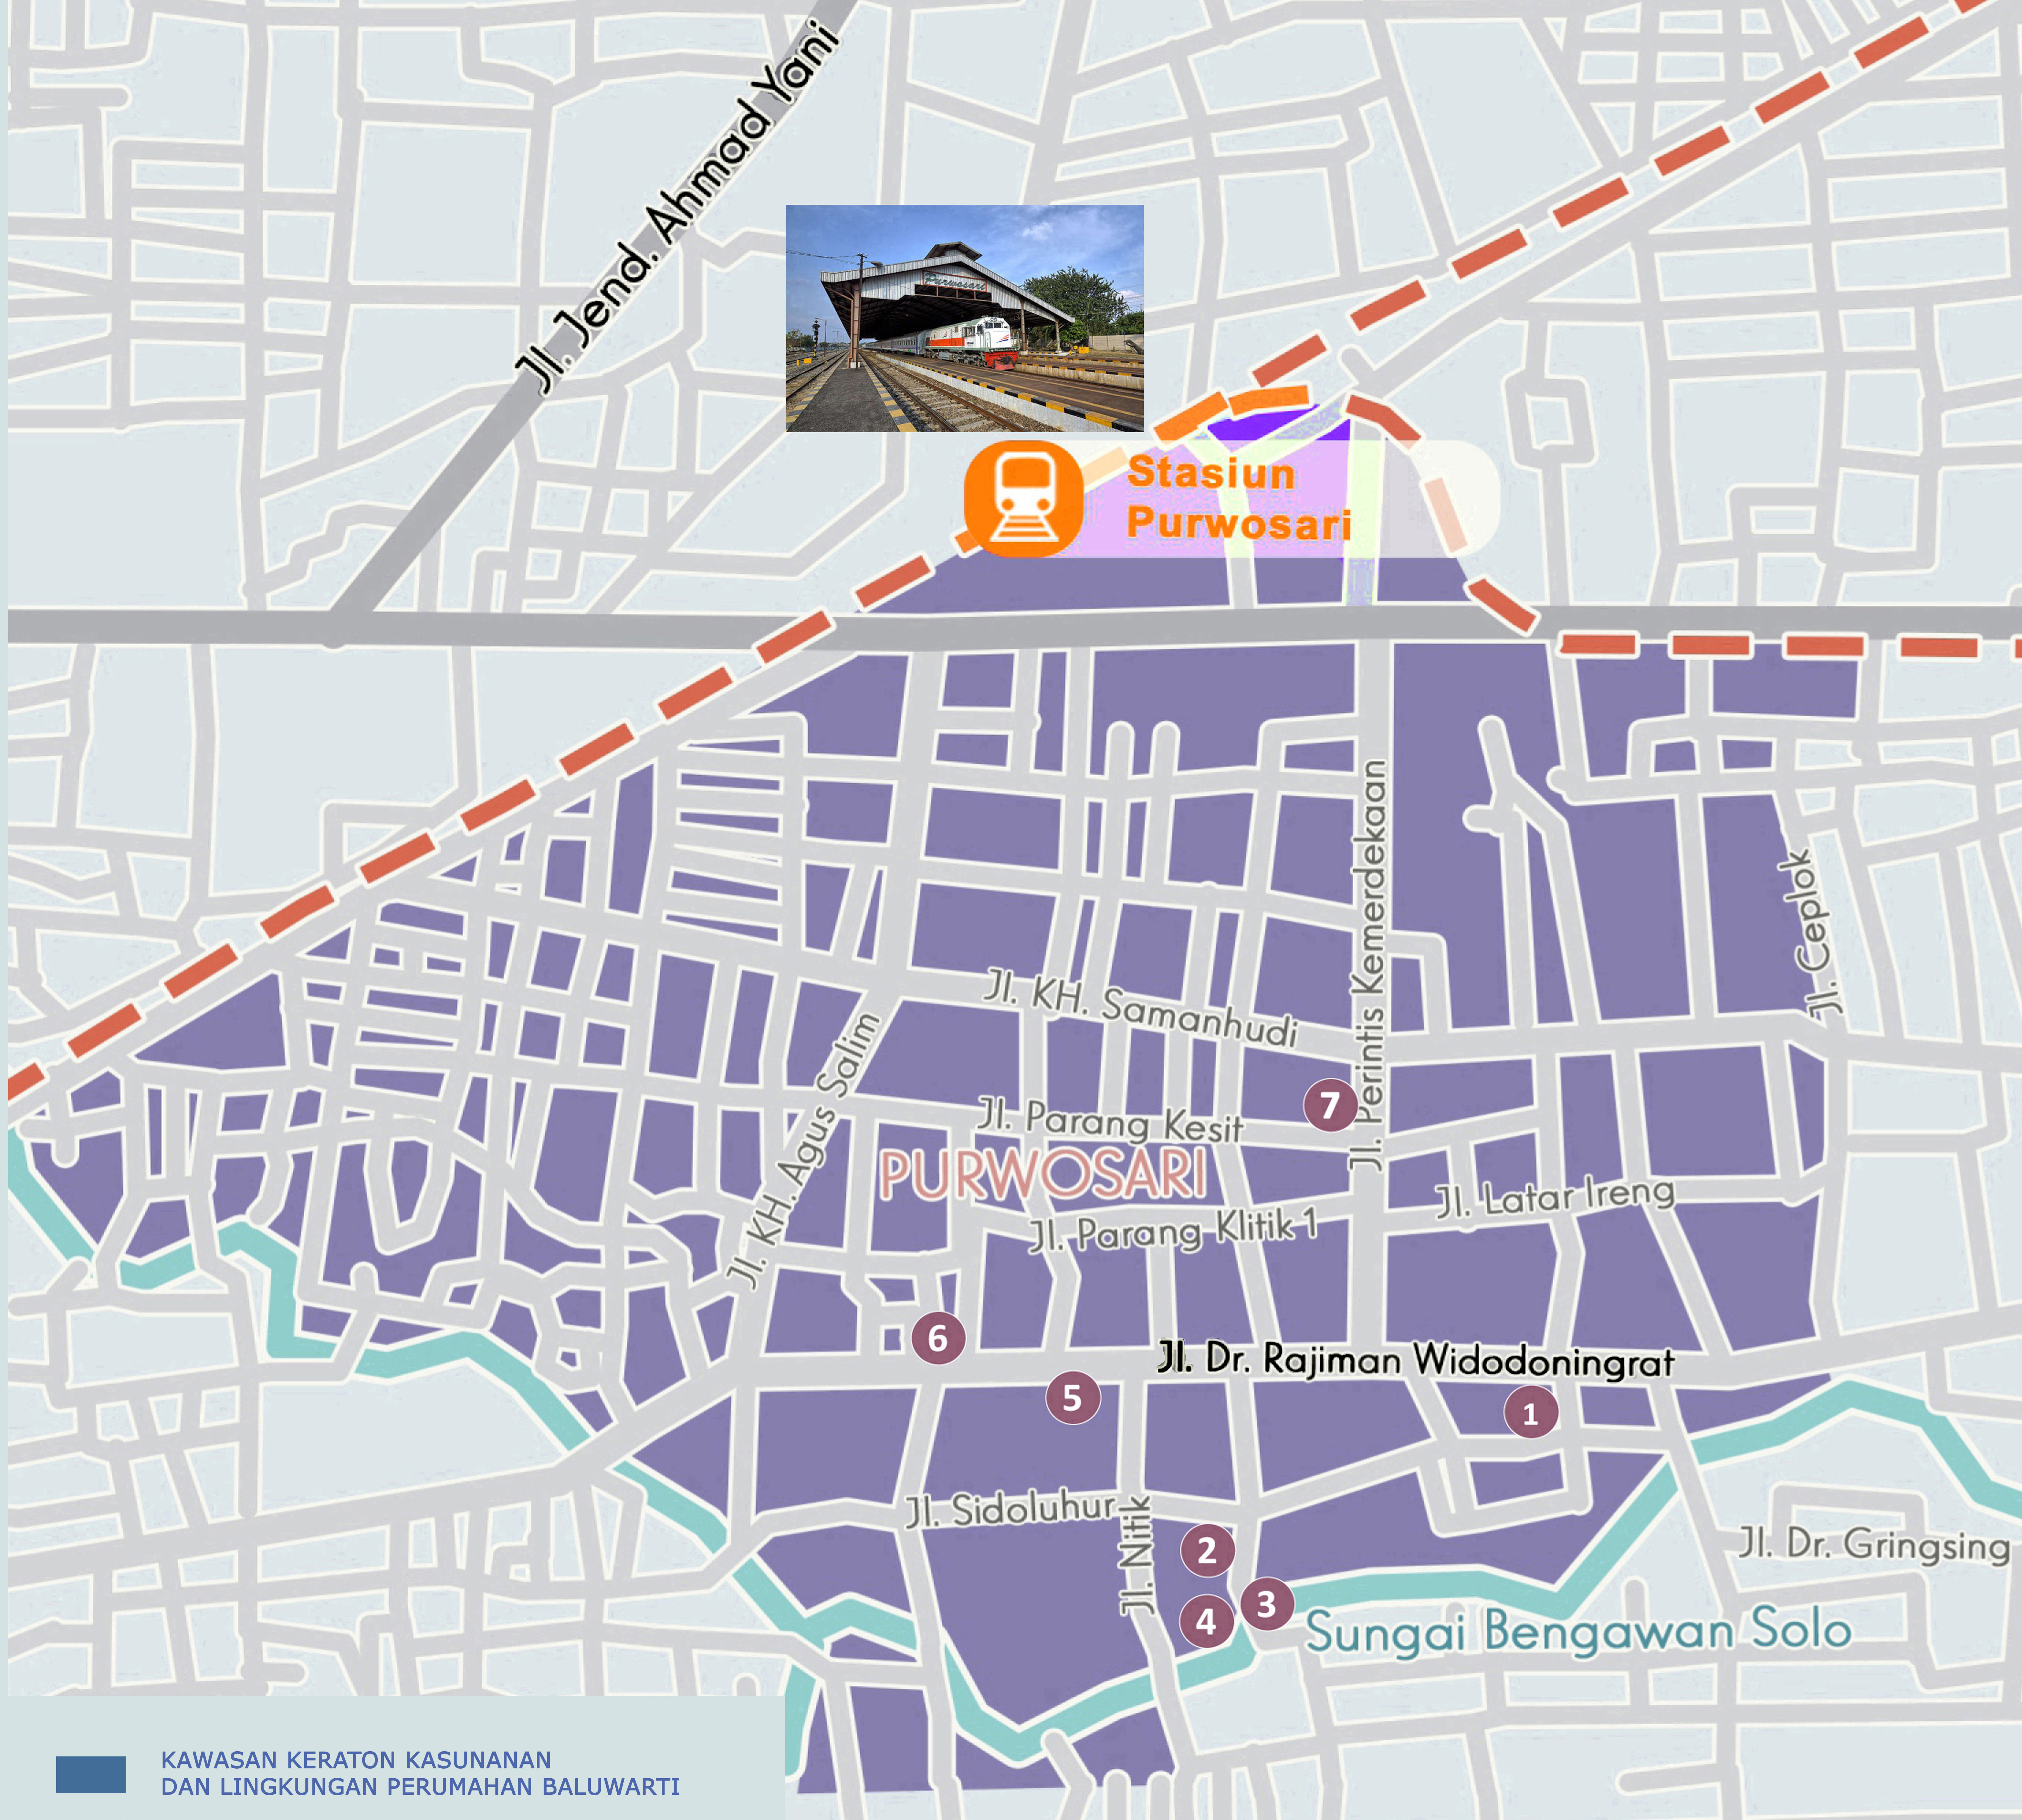 Jl. Jend. Ahmad Yani
Purwosari
Stasiun
Purwosari
Jl. Perintis Kemerdekaan
Jl. Ceplok
Jl. KH. Samanhudi
Jl. KH. Agus Salim
7
Jl. Parang Kesit
PURWOSARI
Jl. Latar Ireng
Jl. Parang Klitik 1
6
Jl. Dr. Rajiman Widodoningrat
5
1
Jl. Sidoluhur
Jl. Nitik
2
Jl. Dr. Gringsing
3
4
Sungai Bengawan Solo
KAWASAN KERATON KASUNANAN
DAN LINGKUNGAN PERUMAHAN BALUWARTI